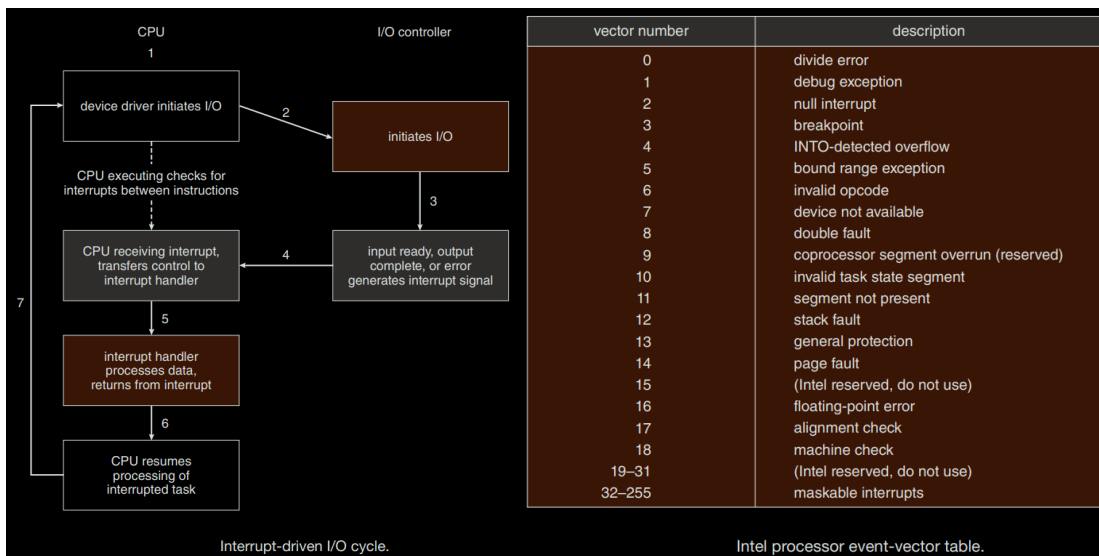 CPU
I/O controller
1
device driver initiates I/O
2
initiates I/O
CPU executing checks for
interrupts between instructions
3
CPU receiving interrupt,
transfers control to
interrupt handler
4
input ready, output
complete, or error
generates interrupt signal
7
5
interrupt handler
processes data,
returns from interrupt
6
CPU resumes
processing of
interrupted task
Interrupt-driven I/O cycle.
vector number description
0 divide error
1 debug exception
2 null interrupt
3 breakpoint
4 INTO-detected overflow
5 bound range exception
6 invalid opcode
7 device not available
8 double fault
9 coprocessor segment overrun (reserved)
10 invalid task state segment
11 segment not present
12 stack fault
13 general protection
14 page fault
15 (Intel reserved, do not use)
16 floating-point error
17 alignment check
18 machine check
19–31 (Intel reserved, do not use)
32–255 maskable interrupts
Intel processor event-vector table.